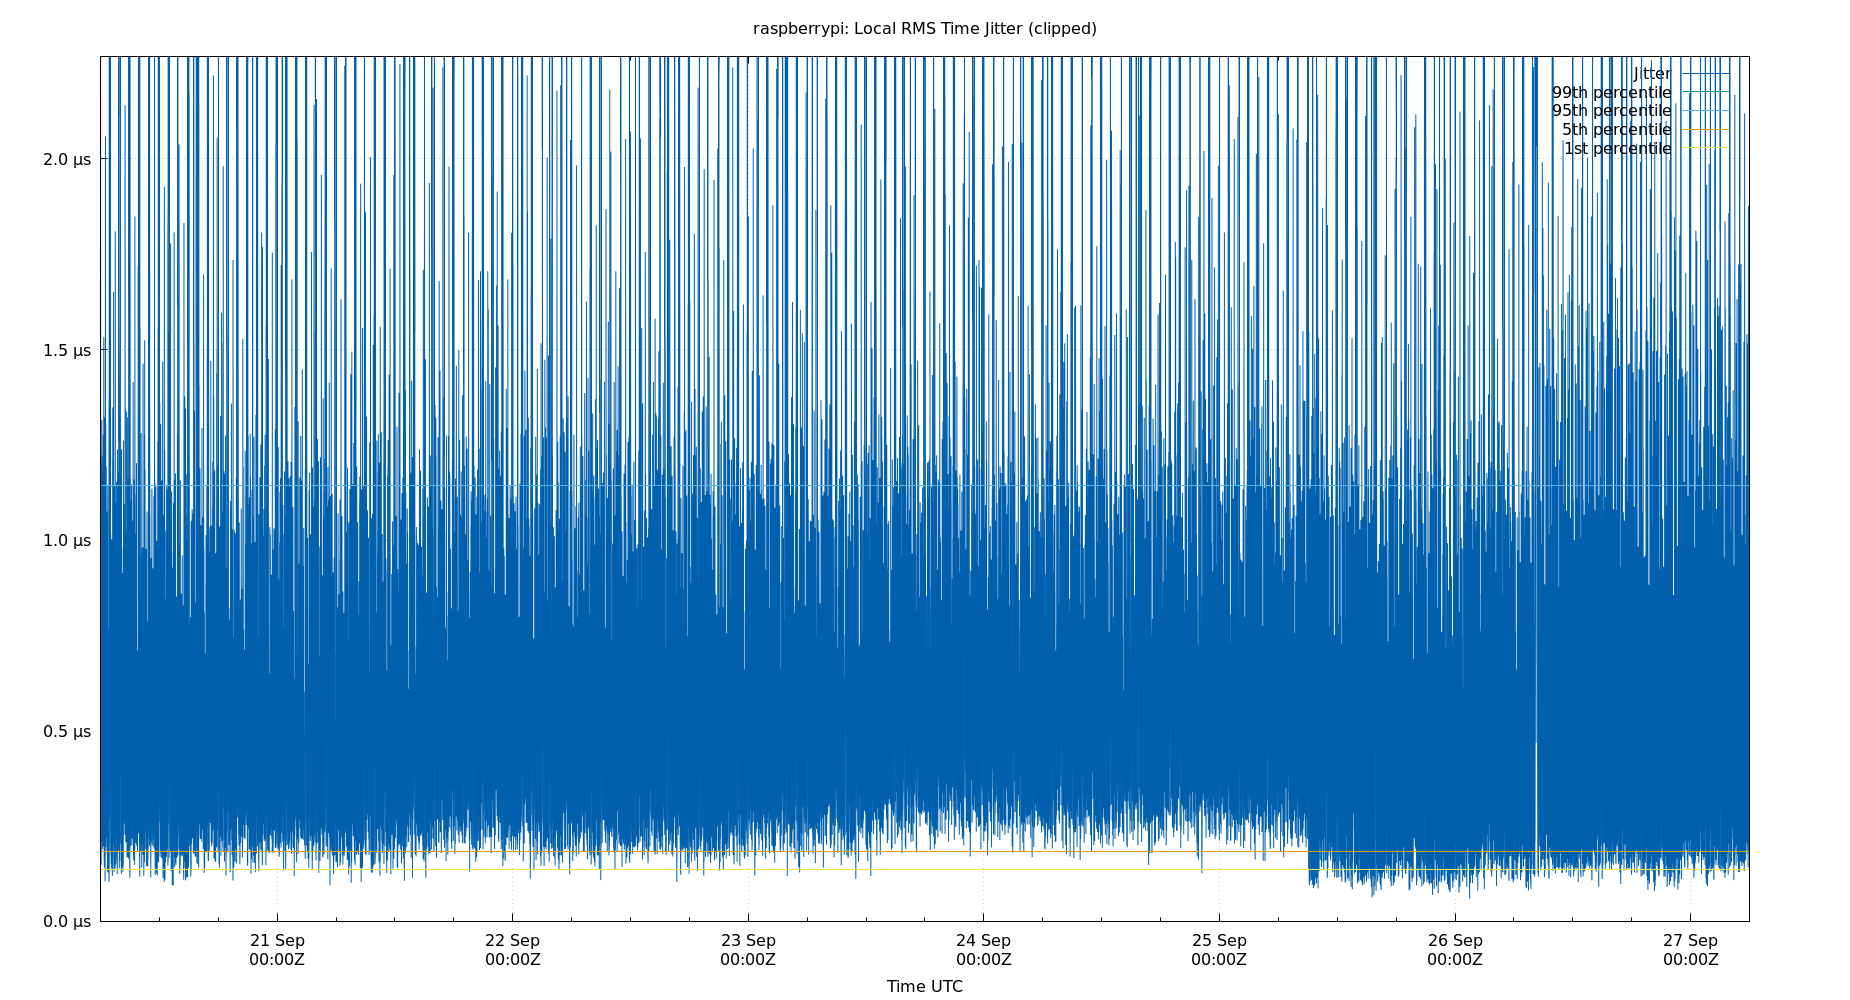 raspberrypi: Local RMS Time Jitter (clipped)
Jitter
99th percentile
95th percentile
5th percentile
1st percentile
2.0 µs
1.5 µs
1.0 µs
0.5 µs
0.0 µs
21 Sep 22 Sep 23 Sep 24 Sep 25 Sep 26 Sep 27 Sep
00:00Z 00:00Z 00:00Z 00:00Z 00:00Z 00:00Z 00:00Z
Time UTC